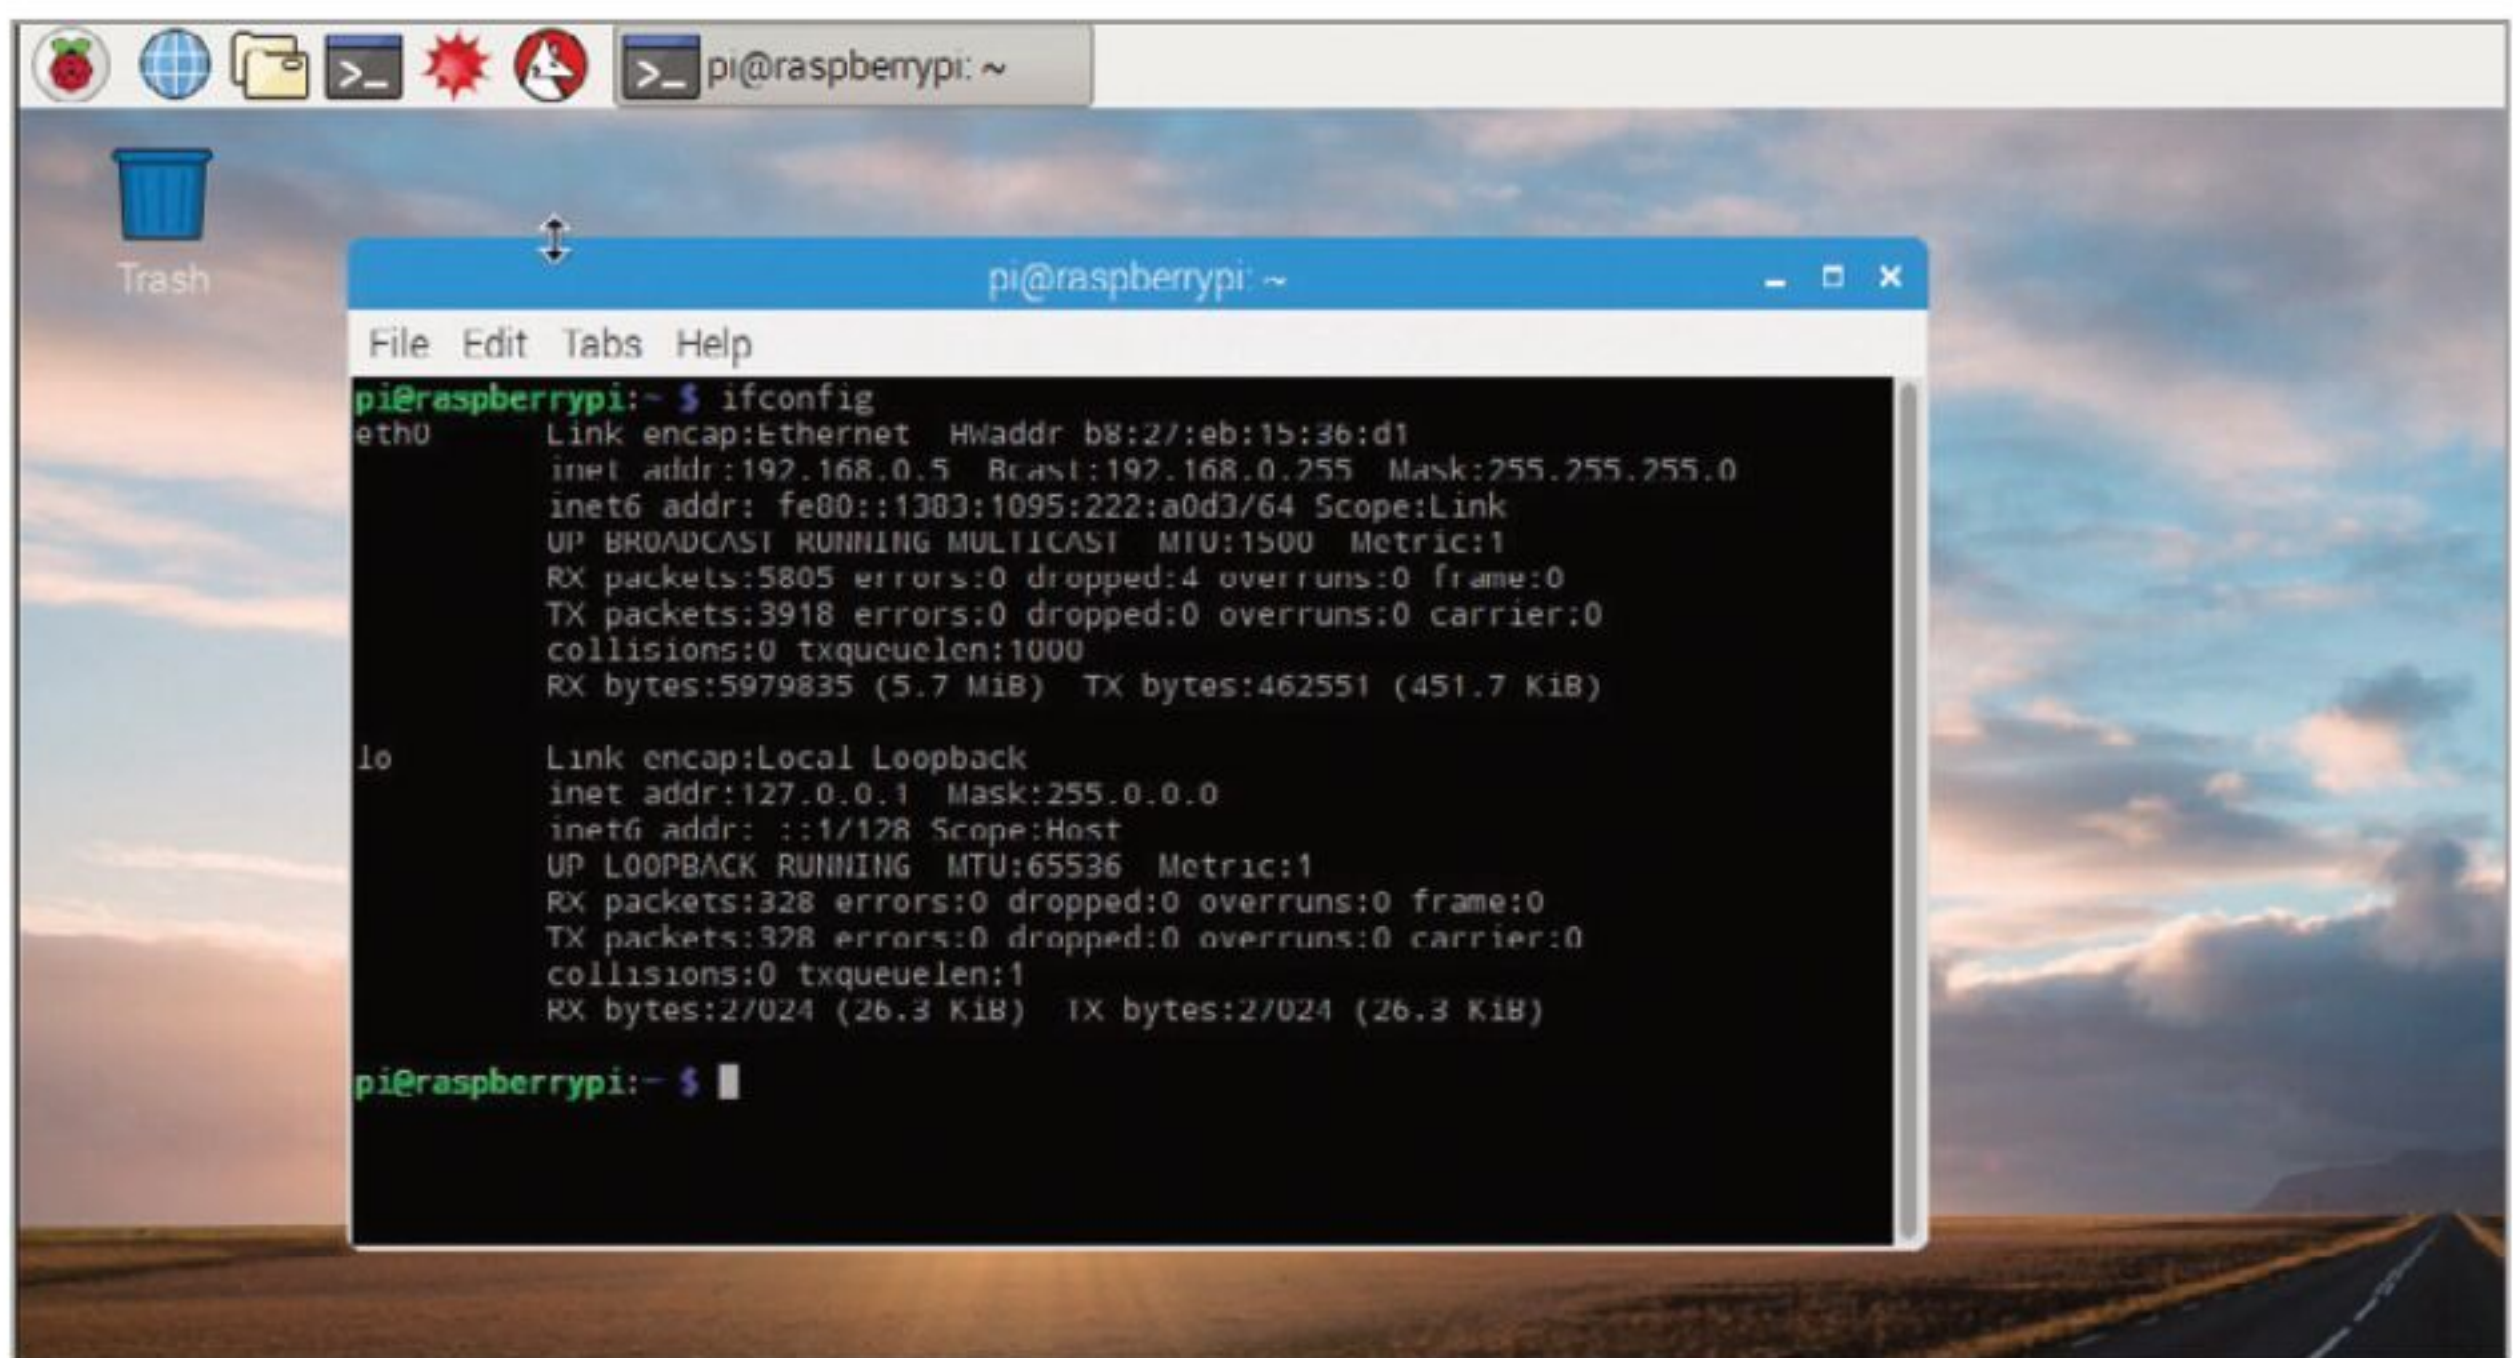 pi@raspberrypi: ~
Trash
pi@raspberrypi: ~
File Edit Tabs Help
pi@raspberrypi:~ $ ifconfig
eth0 Link encap:Ethernet HWaddr b8:27:eb:15:36:d1
inet addr:192.168.0.5 Bcast:192.168.0.255 Mask:255.255.255.0
inet6 addr: fe80::1383:1095:222:a0d3/64 Scope:Link
UP BROADCAST RUNNING MULTICAST MTU:1500 Metric:1
RX packets:5805 errors:0 dropped:4 overruns:0 frame:0
TX packets:3918 errors:0 dropped:0 overruns:0 carrier:0
collisions:0 txqueuelen:1000
RX bytes:5979835 (5.7 MiB) TX bytes:462551 (451.7 KiB)
lo Link encap:Local Loopback
inet addr:127.0.0.1 Mask:255.0.0.0
inet6 addr: ::1/128 Scope:Host
UP LOOPBACK RUNNING MTU:65536 Metric:1
RX packets:328 errors:0 dropped:0 overruns:0 frame:0
TX packets:328 errors:0 dropped:0 overruns:0 carrier:0
collisions:0 txqueuelen:1
RX bytes:27024 (26.3 KiB) TX bytes:27024 (26.3 KiB)
pi@raspberrypi:~ $